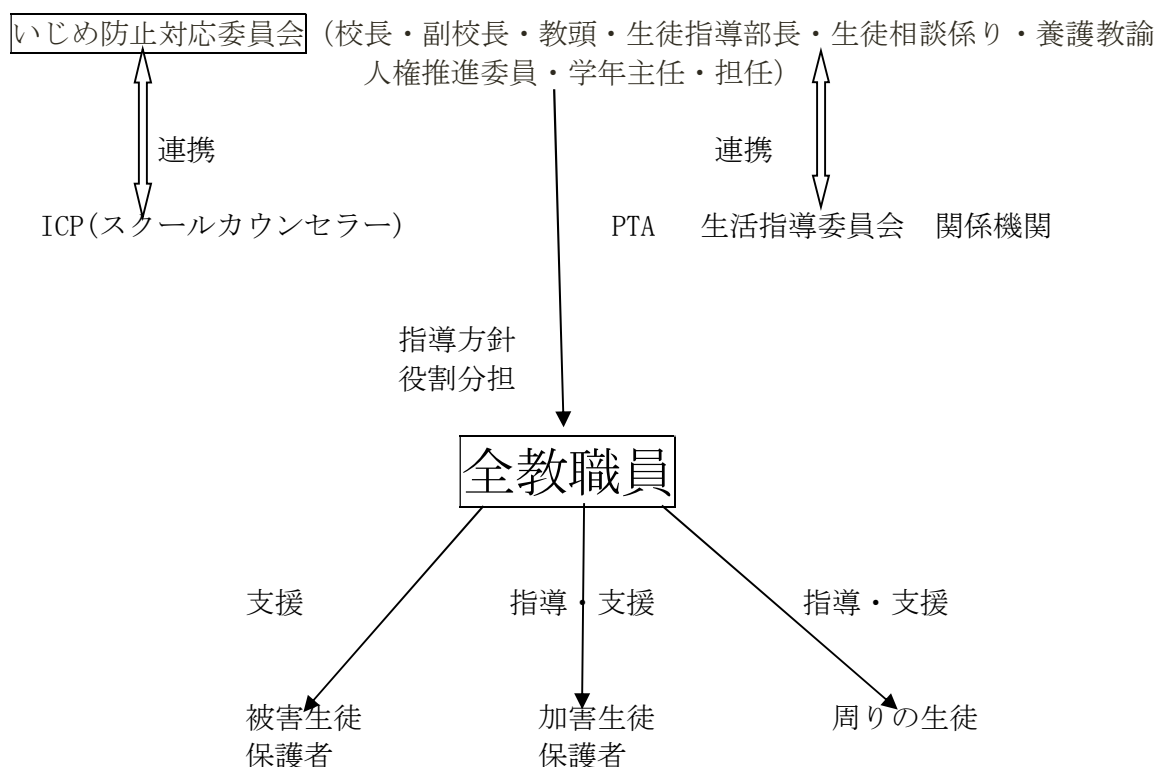 いじめ防止対応委員会（校長・副校長・教頭・生徒指導部長・生徒相談係り・養護教諭
人権推進委員・学年主任・担任）
連携 連携
ICP(スクールカウンセラー) PTA 生活指導委員会 関係機関
指導方針
役割分担
全教職員
支援 指導・支援 指導・支援
被害生徒 加害生徒 周りの生徒
保護者 保護者